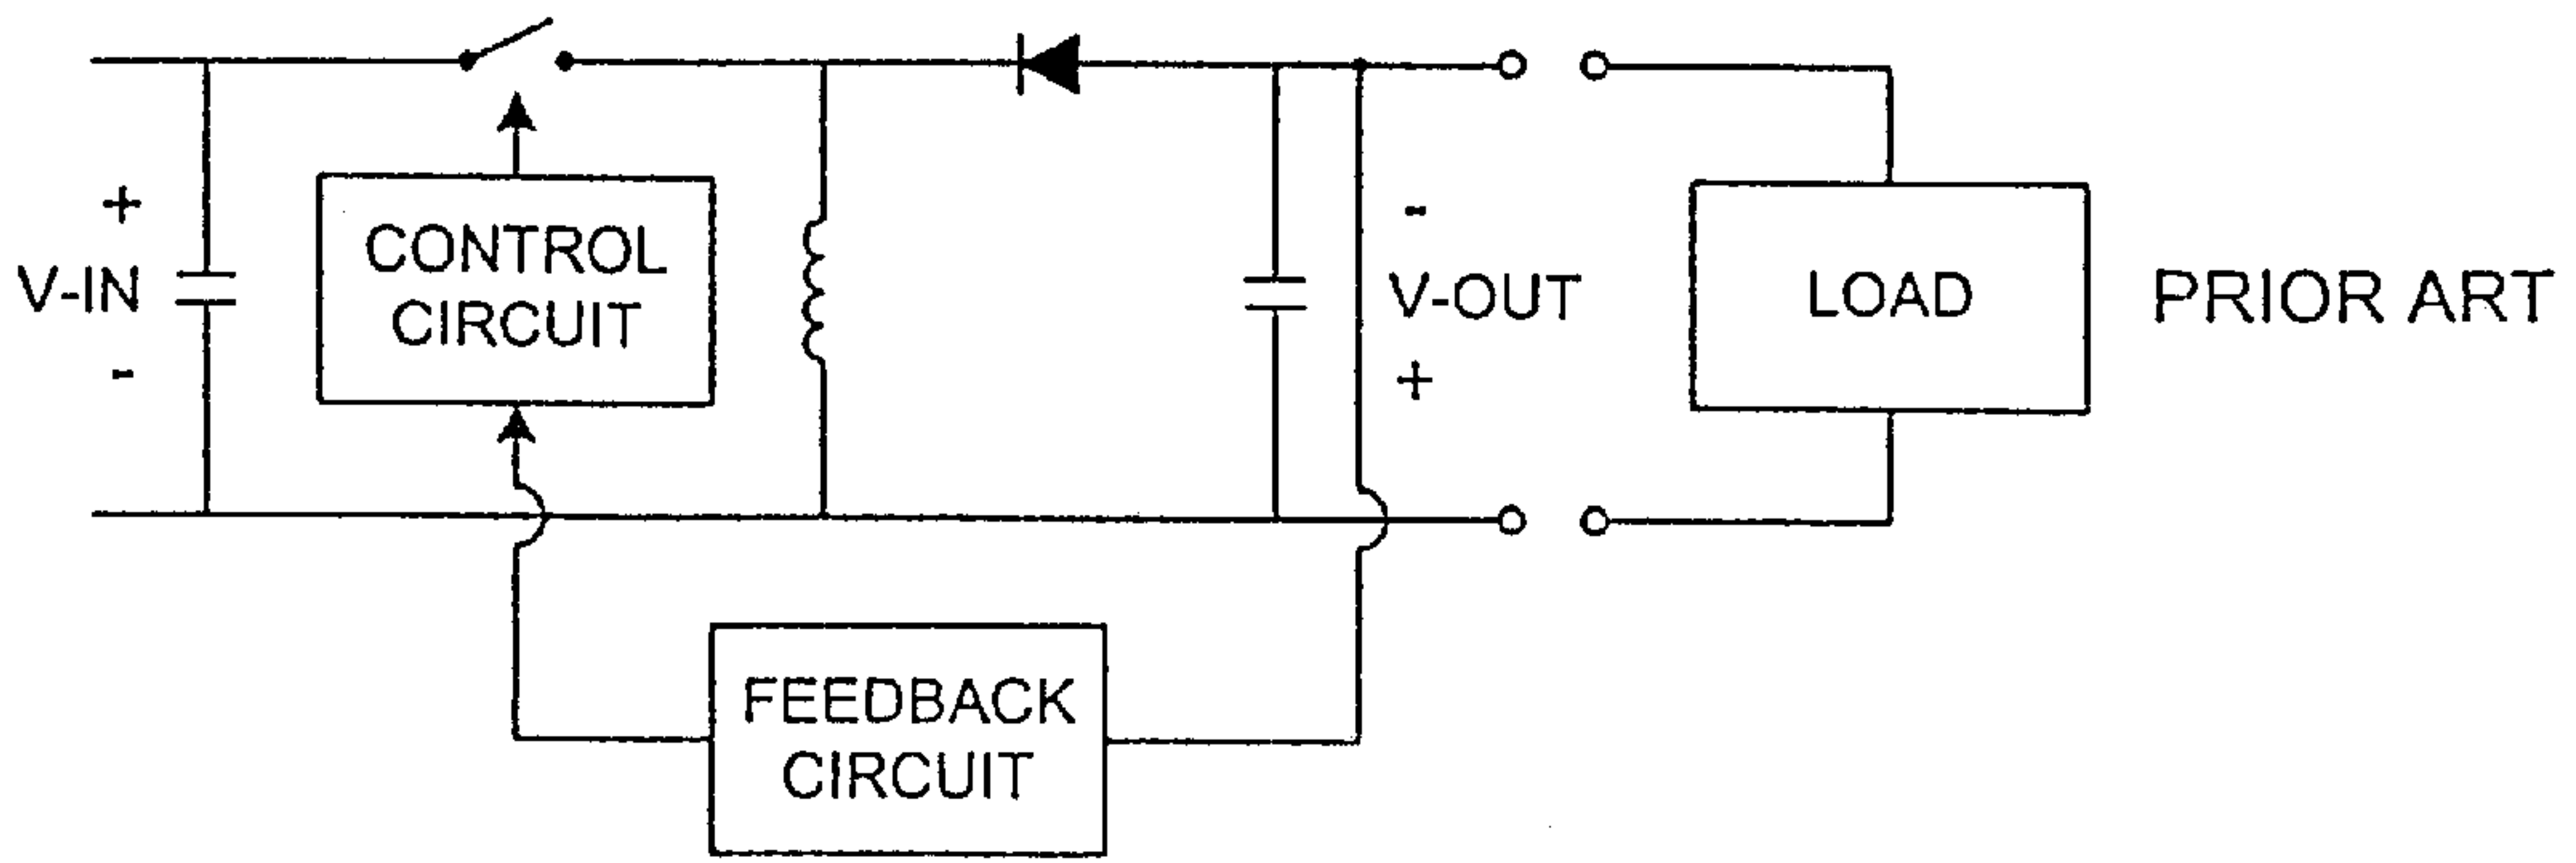 +
V-IN
-
CONTROL
CIRCUIT
-
V-OUT
+
LOAD
PRIOR ART
FEEDBACK
CIRCUIT